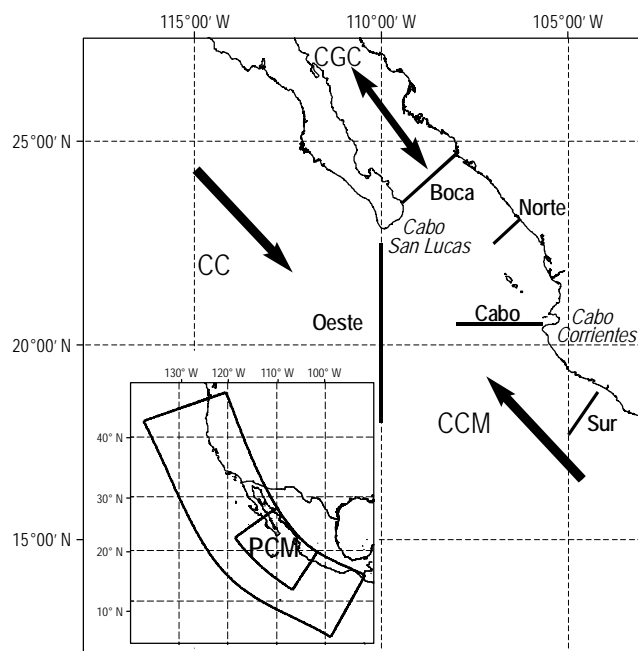 115°00' W
110°00' W
105°00' W
CGC
25°00' N
Boca
Norte
Cabo
San Lucas
CC
Oeste
Cabo
Cabo
Corrientes
20°00' N
130° W
120° W
110° W
100° W
CCM
Sur
40° N
30° N
15°00' N
PCM
20° N
10° N